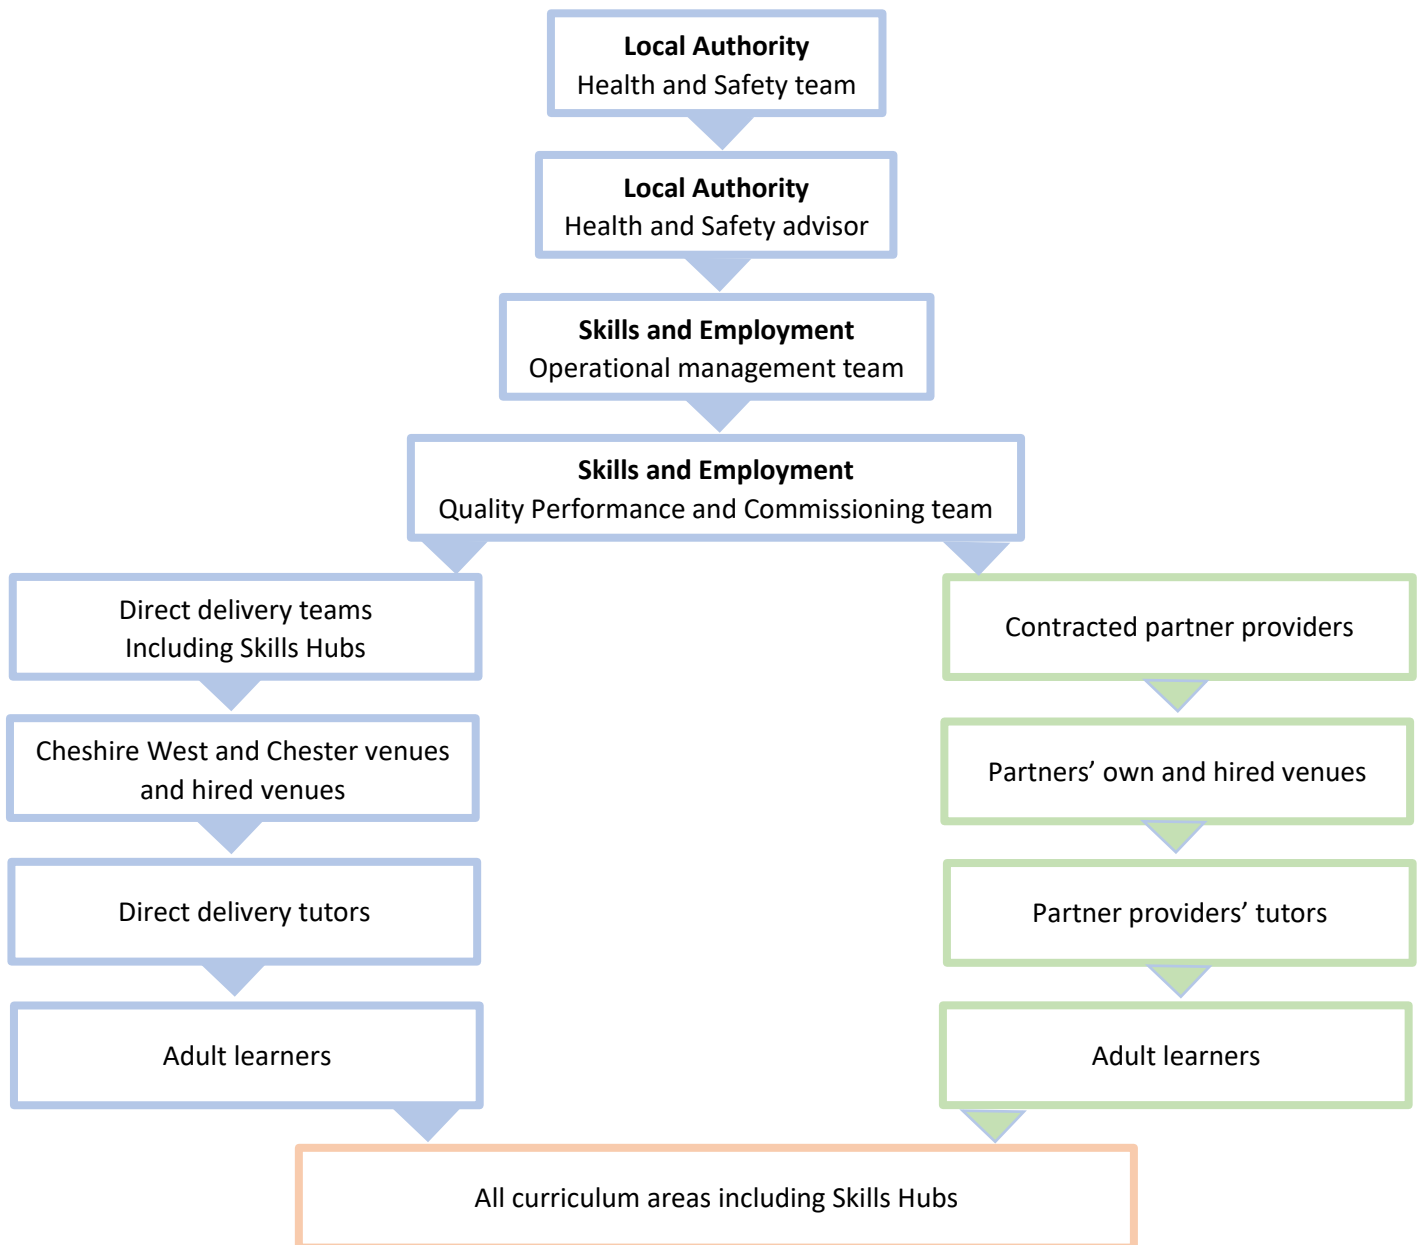 Local Authority
Health and Safety team
Local Authority
Health and Safety advisor
Skills and Employment
Operational management team
Skills and Employment
Quality Performance and Commissioning team
Direct delivery teams
Including Skills Hubs
Contracted partner providers
Cheshire West and Chester venues
and hired venues
Partners’ own and hired venues
Direct delivery tutors
Partner providers’ tutors
Adult learners
Adult learners
All curriculum areas including Skills Hubs